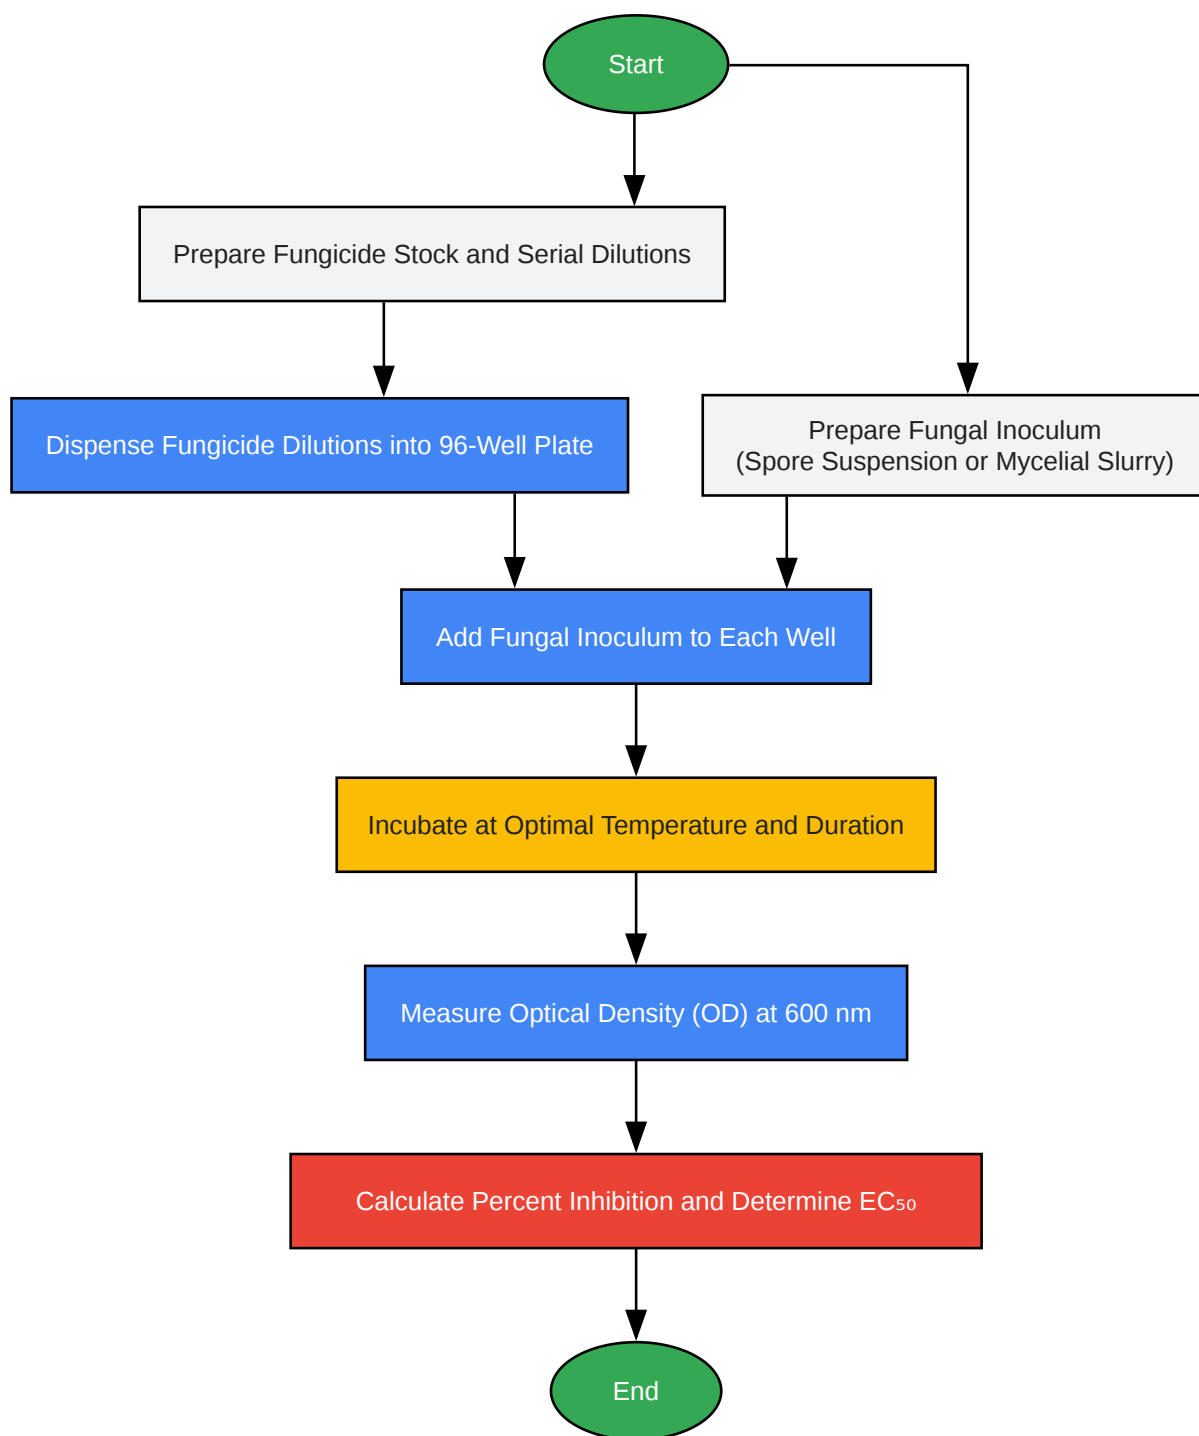 Start
Prepare Fungicide Stock and Serial Dilutions
Dispense Fungicide Dilutions into 96-Well Plate
Prepare Fungal Inoculum
(Spore Suspension or Mycelial Slurry)
Add Fungal Inoculum to Each Well
Incubate at Optimal Temperature and Duration
Measure Optical Density (OD) at 600 nm
Calculate Percent Inhibition and Determine EC₅₀
End